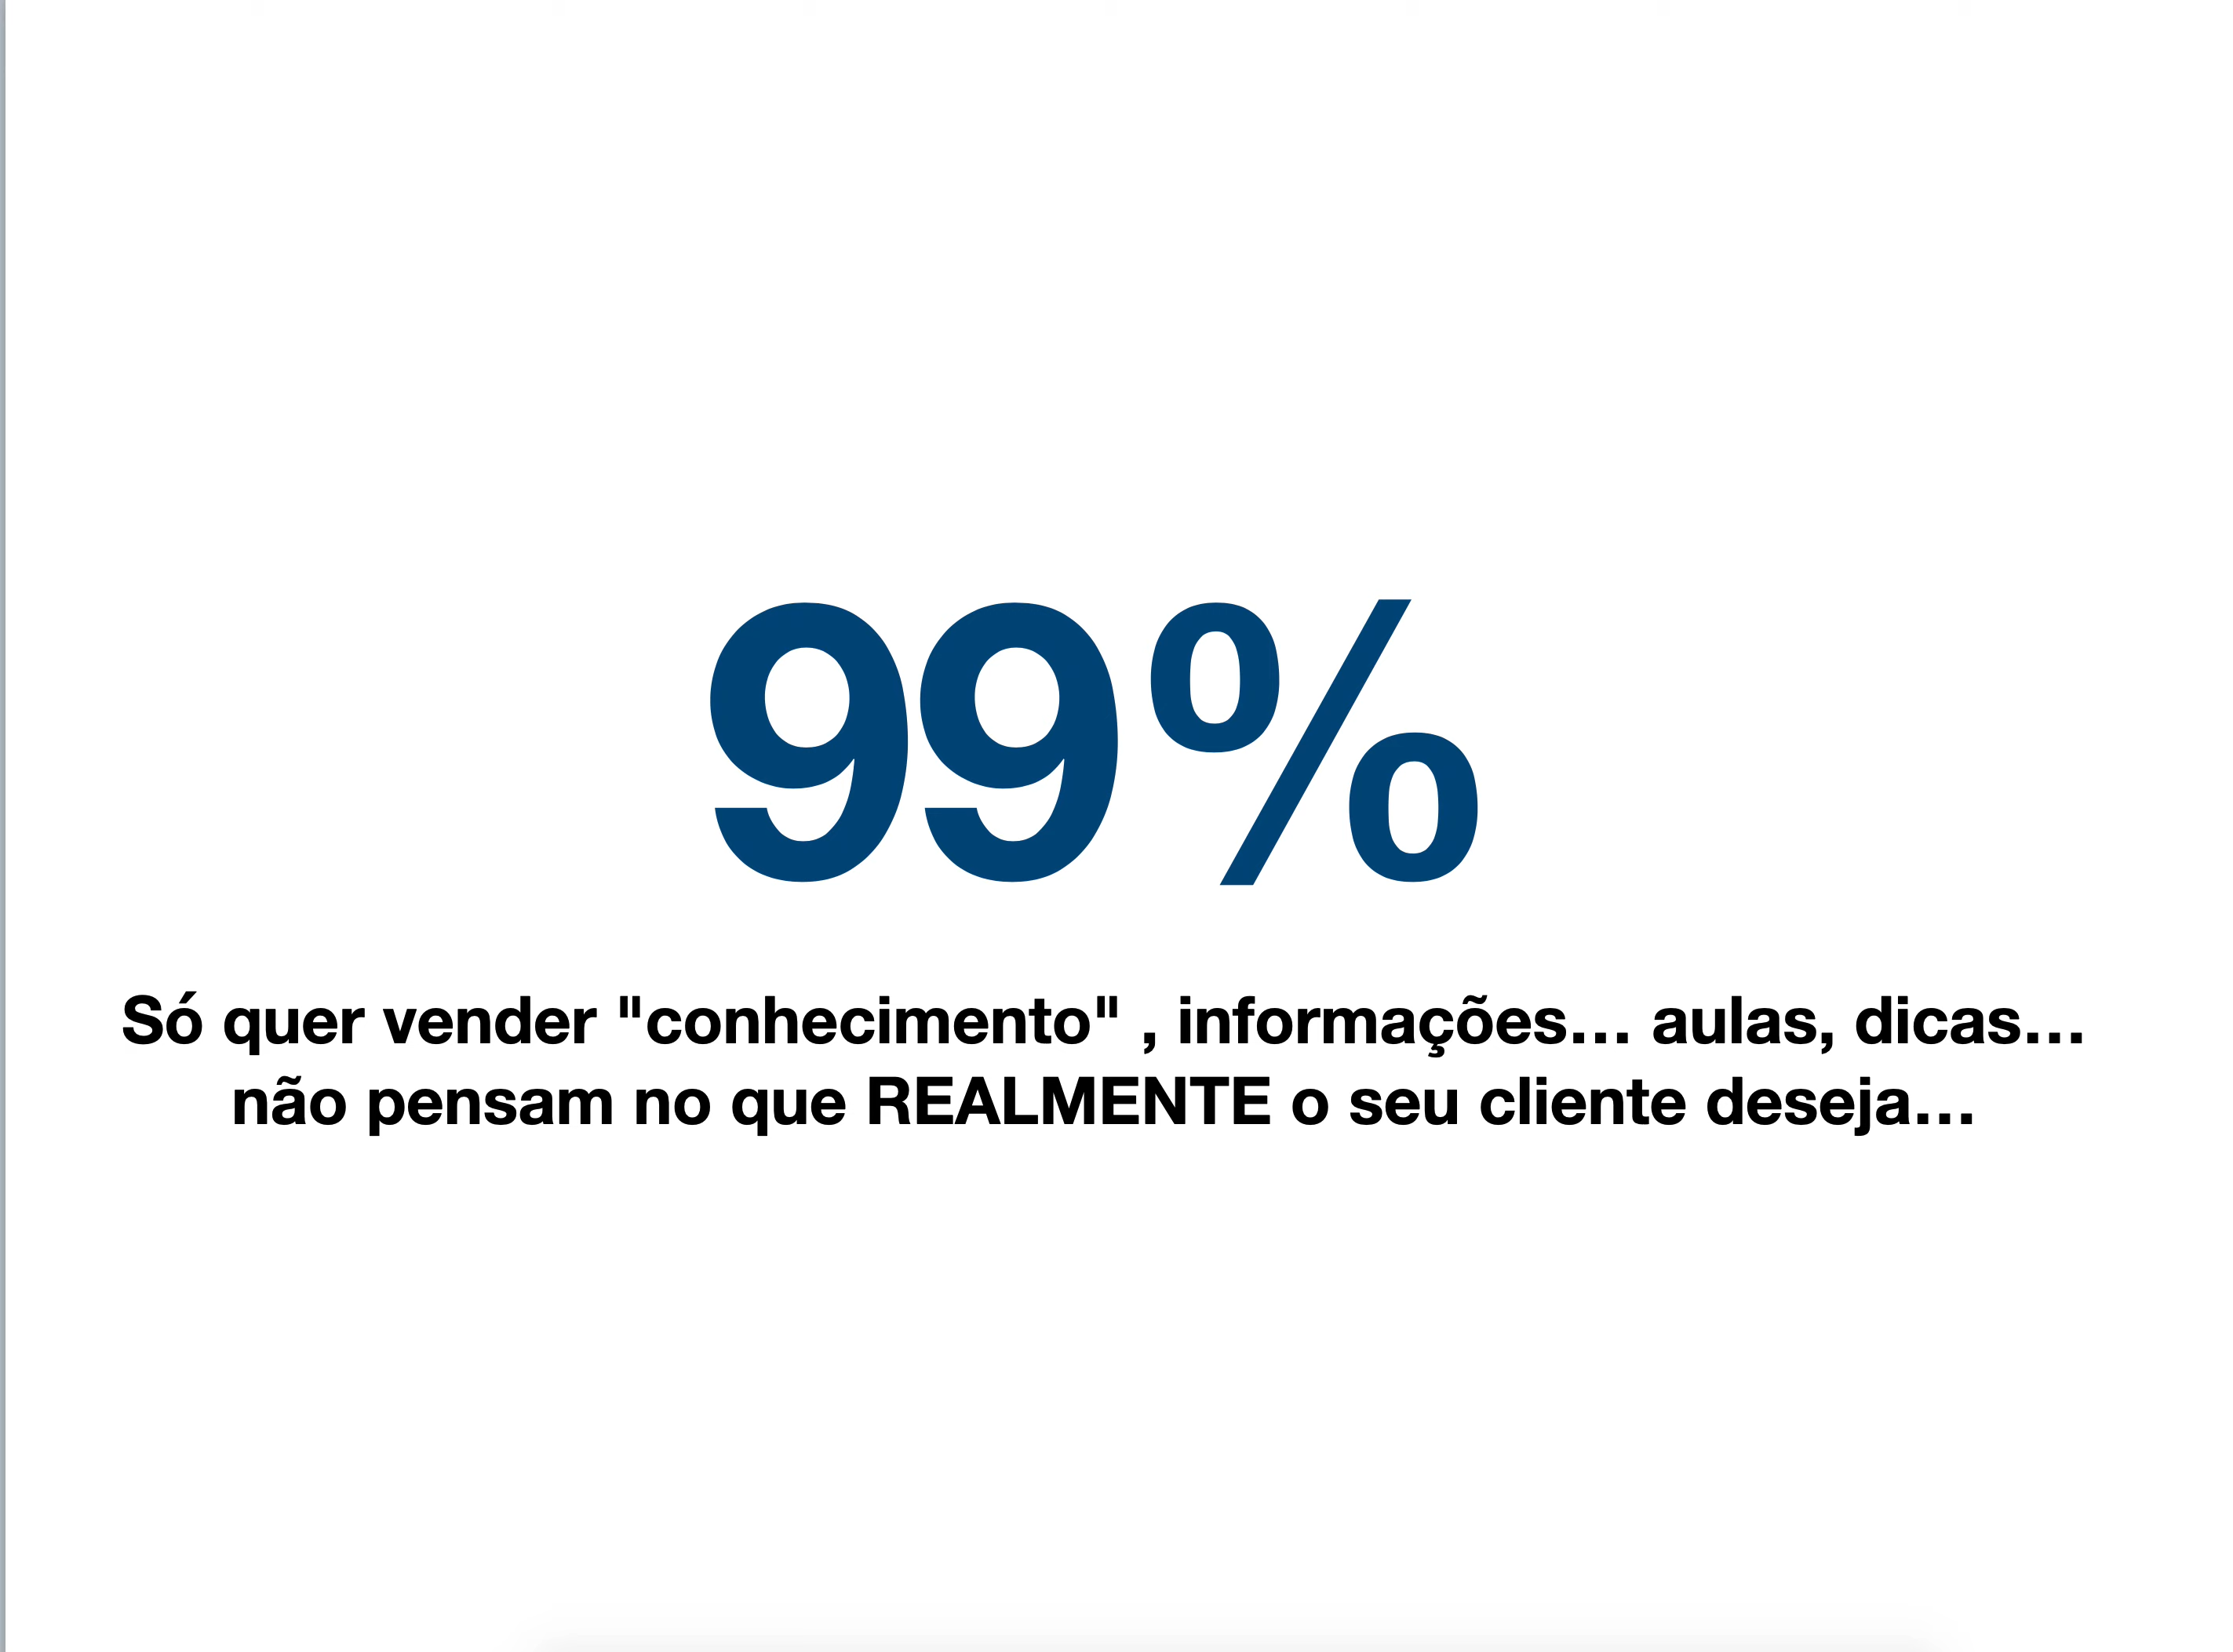 99%
Só quer vender "conhecimento" , informações... aulas, dicas...
não pensam no que REALMENTE o seu cliente deseja...